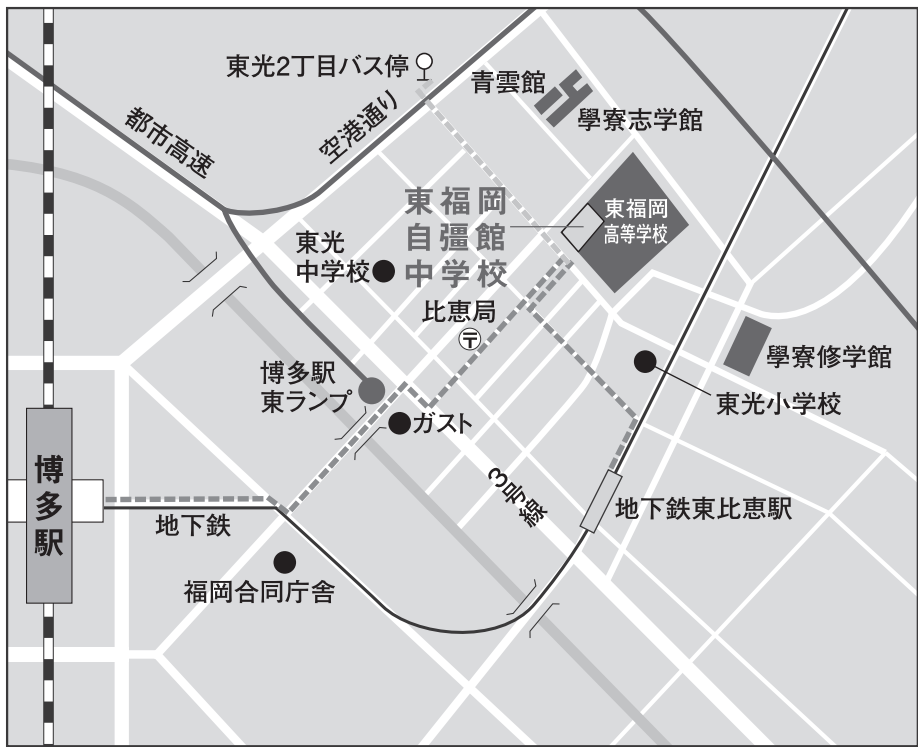 東光2丁目バス停
青雲館
學寮志学館
都市高速
空港通り
東福岡
高等学校
東福岡
自彊館
中学校
東光
中学校
比恵局
〒
博多駅
東ランプ
ガスト
學寮修学館
東光小学校
3号線
博多駅
地下鉄
地下鉄東比恵駅
福岡合同庁舎